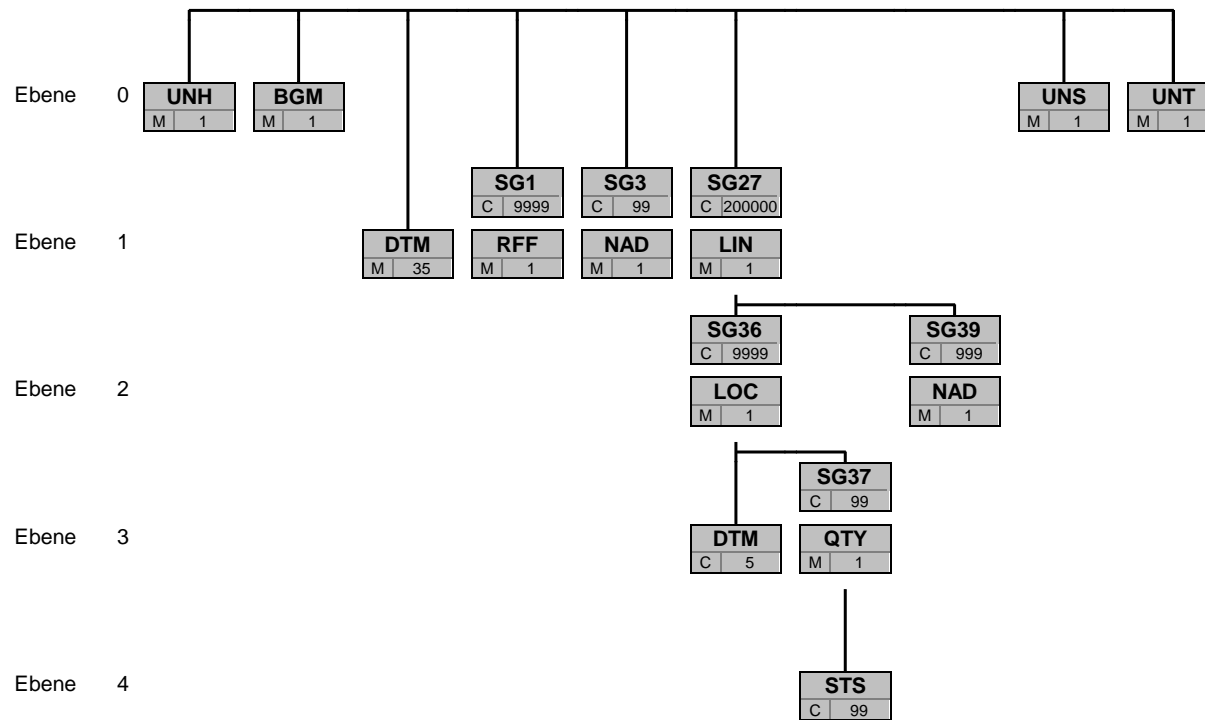 Ebene 0 UNH BGM UNS UNT
M 1 M 1 M 1 M 1
SG1 SG3 SG27
C 9999 C 99 C 200000
Ebene 1 DTM RFF NAD LIN
M 35 M 1 M 1 M 1
SG36 SG39
C 9999 C 999
Ebene 2 LOC NAD
M 1 M 1
SG37
C 99
Ebene 3 DTM QTY
C 5 M 1
Ebene 4 STS
C 99